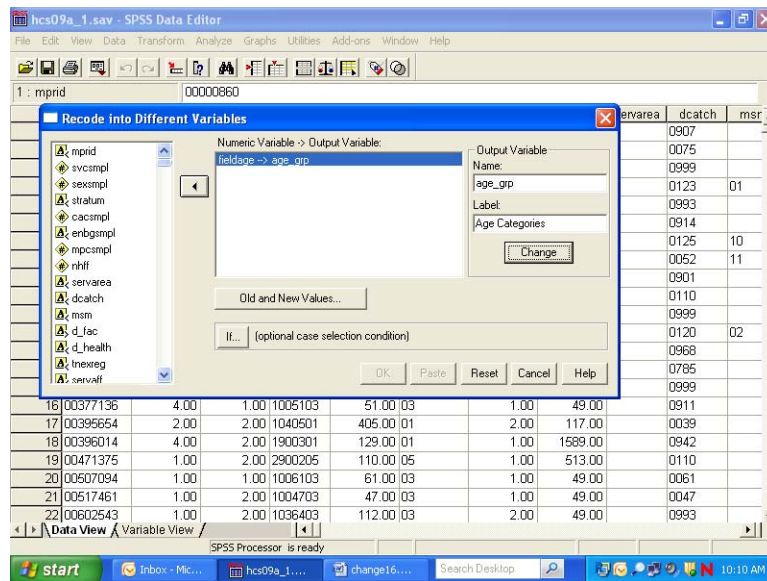 hcs09a_1.sav - SPSS Data Editor
File Edit View Data Transform Analyze Graphs Utilities Add-ons Window Help
1 : mprid 00000860
Recode into Different Variables
mprid
svcsmpl
sexsmpl
stratum
cacsmpl
enbgsmpl
mpcsmpl
nhff
servarea
dcatch
msm
d_fac
d_health
tnexreg
servaff
Numeric Variable -> Output Variable:
fieldage --> age_grp
Output Variable
Name:
age_grp
Label:
Age Categories
Change
Old and New Values...
If... (optional case selection condition)
OK Paste Reset Cancel Help
ervarea dcatch msr
0907
0075
0999
0123 01
0993
0914
0125 10
0052 11
0901
0110
0999
0120 02
0968
0785
0999
16 00377136 4.00 1.00 1005103 51.00 03 1.00 49.00 0911
17 00395654 2.00 2.00 1040501 405.00 01 2.00 117.00 0039
18 00396014 4.00 2.00 1900301 129.00 01 1.00 1589.00 0942
19 00471375 1.00 2.00 2900205 110.00 05 1.00 513.00 0110
20 00507094 1.00 1.00 1006103 61.00 03 1.00 49.00 0061
21 00517461 1.00 2.00 1004703 47.00 03 1.00 49.00 0047
22 00602543 1.00 2.00 1036403 112.00 03 2.00 49.00 0993
Data View Variable View
SPSS Processor is ready
start Inbox - Mic... hcs09a_1.... change16.... Search Desktop 10:10 AM